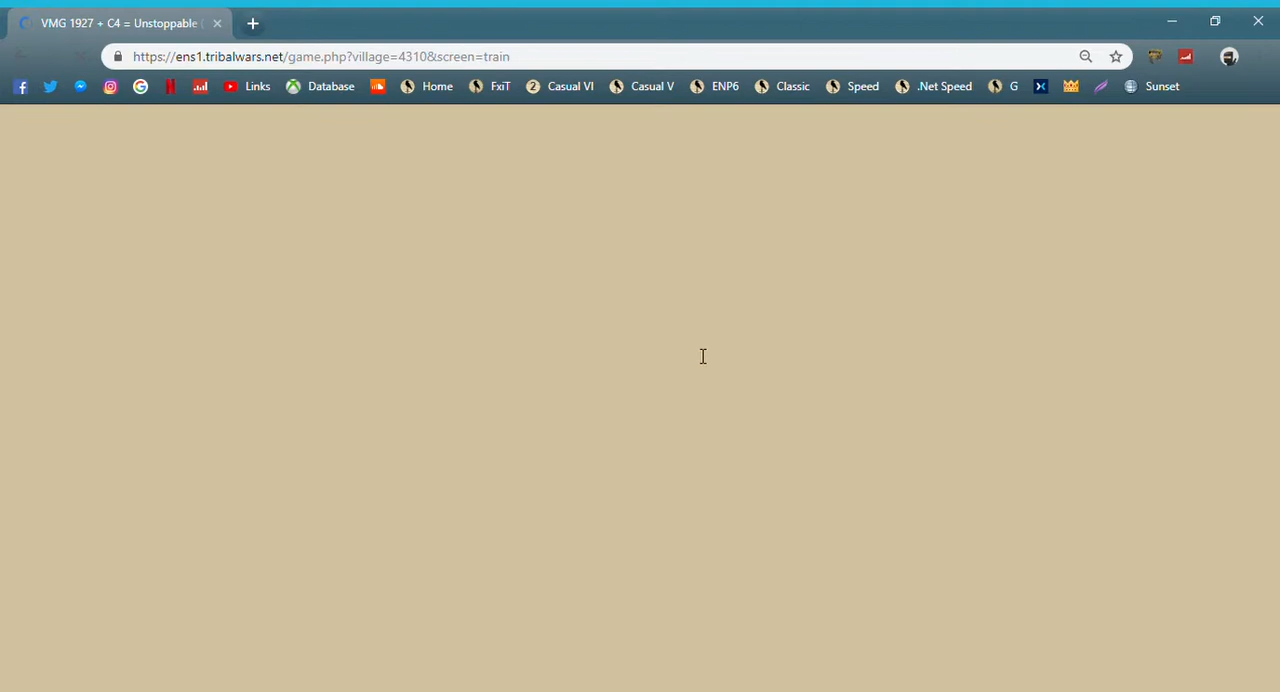 VMG 1927 + C4 = Unstoppable (
https://ens1.tribalwars.net/game.php?village=4310&screen=train
Links Database Home FxiT Casual VI Casual V ENP6 Classic Speed .Net Speed G Sunset